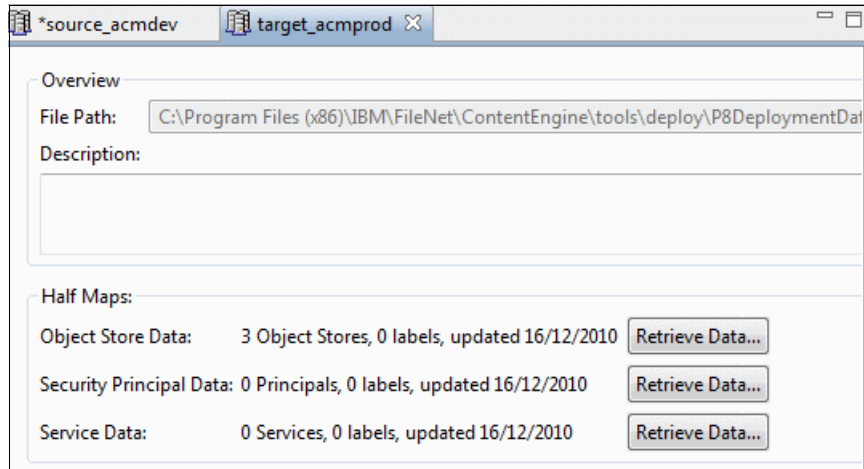 *source_acmdev target_acmprod
Overview
File Path: C:\Program Files (x86)\IBM\FileNet\ContentEngine\tools\deploy\P8DeploymentDat
Description:
Half Maps:
Object Store Data: 3 Object Stores, 0 labels, updated 16/12/2010 Retrieve Data...
Security Principal Data: 0 Principals, 0 labels, updated 16/12/2010 Retrieve Data...
Service Data: 0 Services, 0 labels, updated 16/12/2010 Retrieve Data...